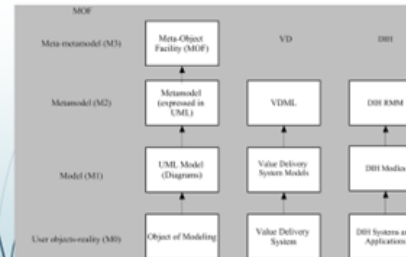 MOF
VD
DIH
Meta-metamodel (M3)
Meta-Object
Facility (MOF)
Metamodel (M2)
Metamodel
(expressed in
UML)
VDML
DIH RMM
Model (M1)
UML Model
(Diagrams)
Value Delivery
System Models
DIH
User objects-reality (M0)
Object of Modeling
Value Delivery
System
DIH Systems
Applications